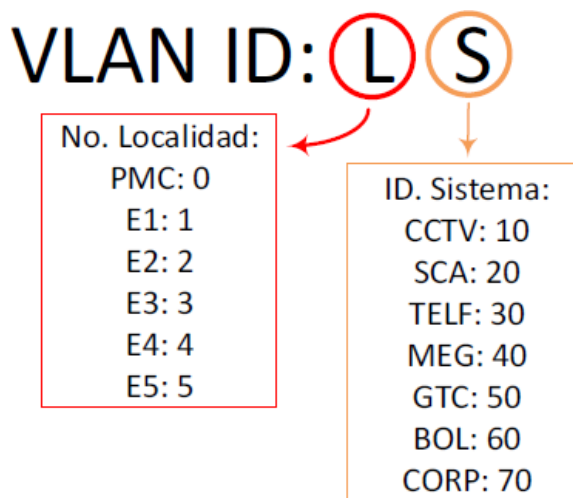 VLAN ID: L S
No. Localidad:
PMC: 0
E1: 1
E2: 2
E3: 3
E4: 4
E5: 5
ID. Sistema:
CCTV: 10
SCA: 20
TELF: 30
MEG: 40
GTC: 50
BOL: 60
CORP: 70